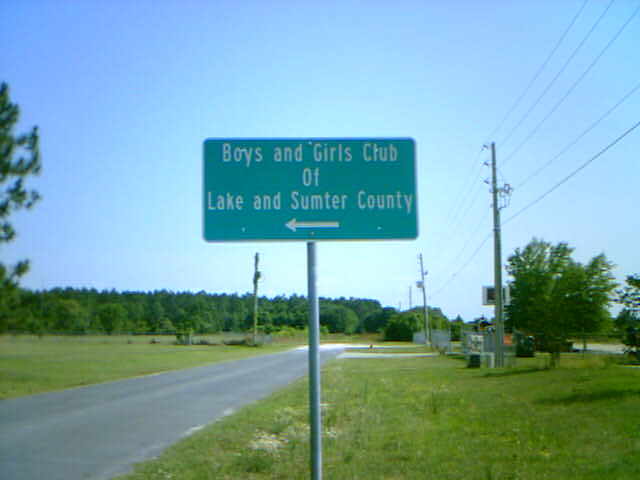 Boys and Girls Club
Of
Lake and Sumter County